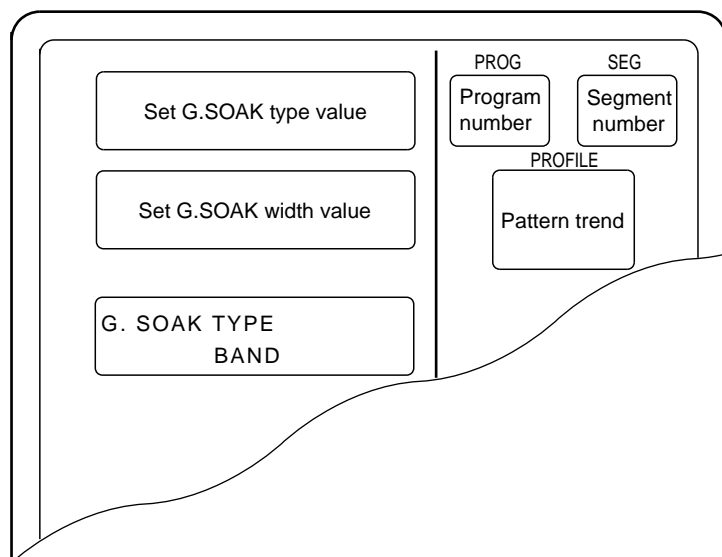 Set G.SOAK type value
Set G.SOAK width value
G. SOAK TYPE
BAND
PROG
SEG
Program
number
Segment
number
PROFILE
Pattern trend